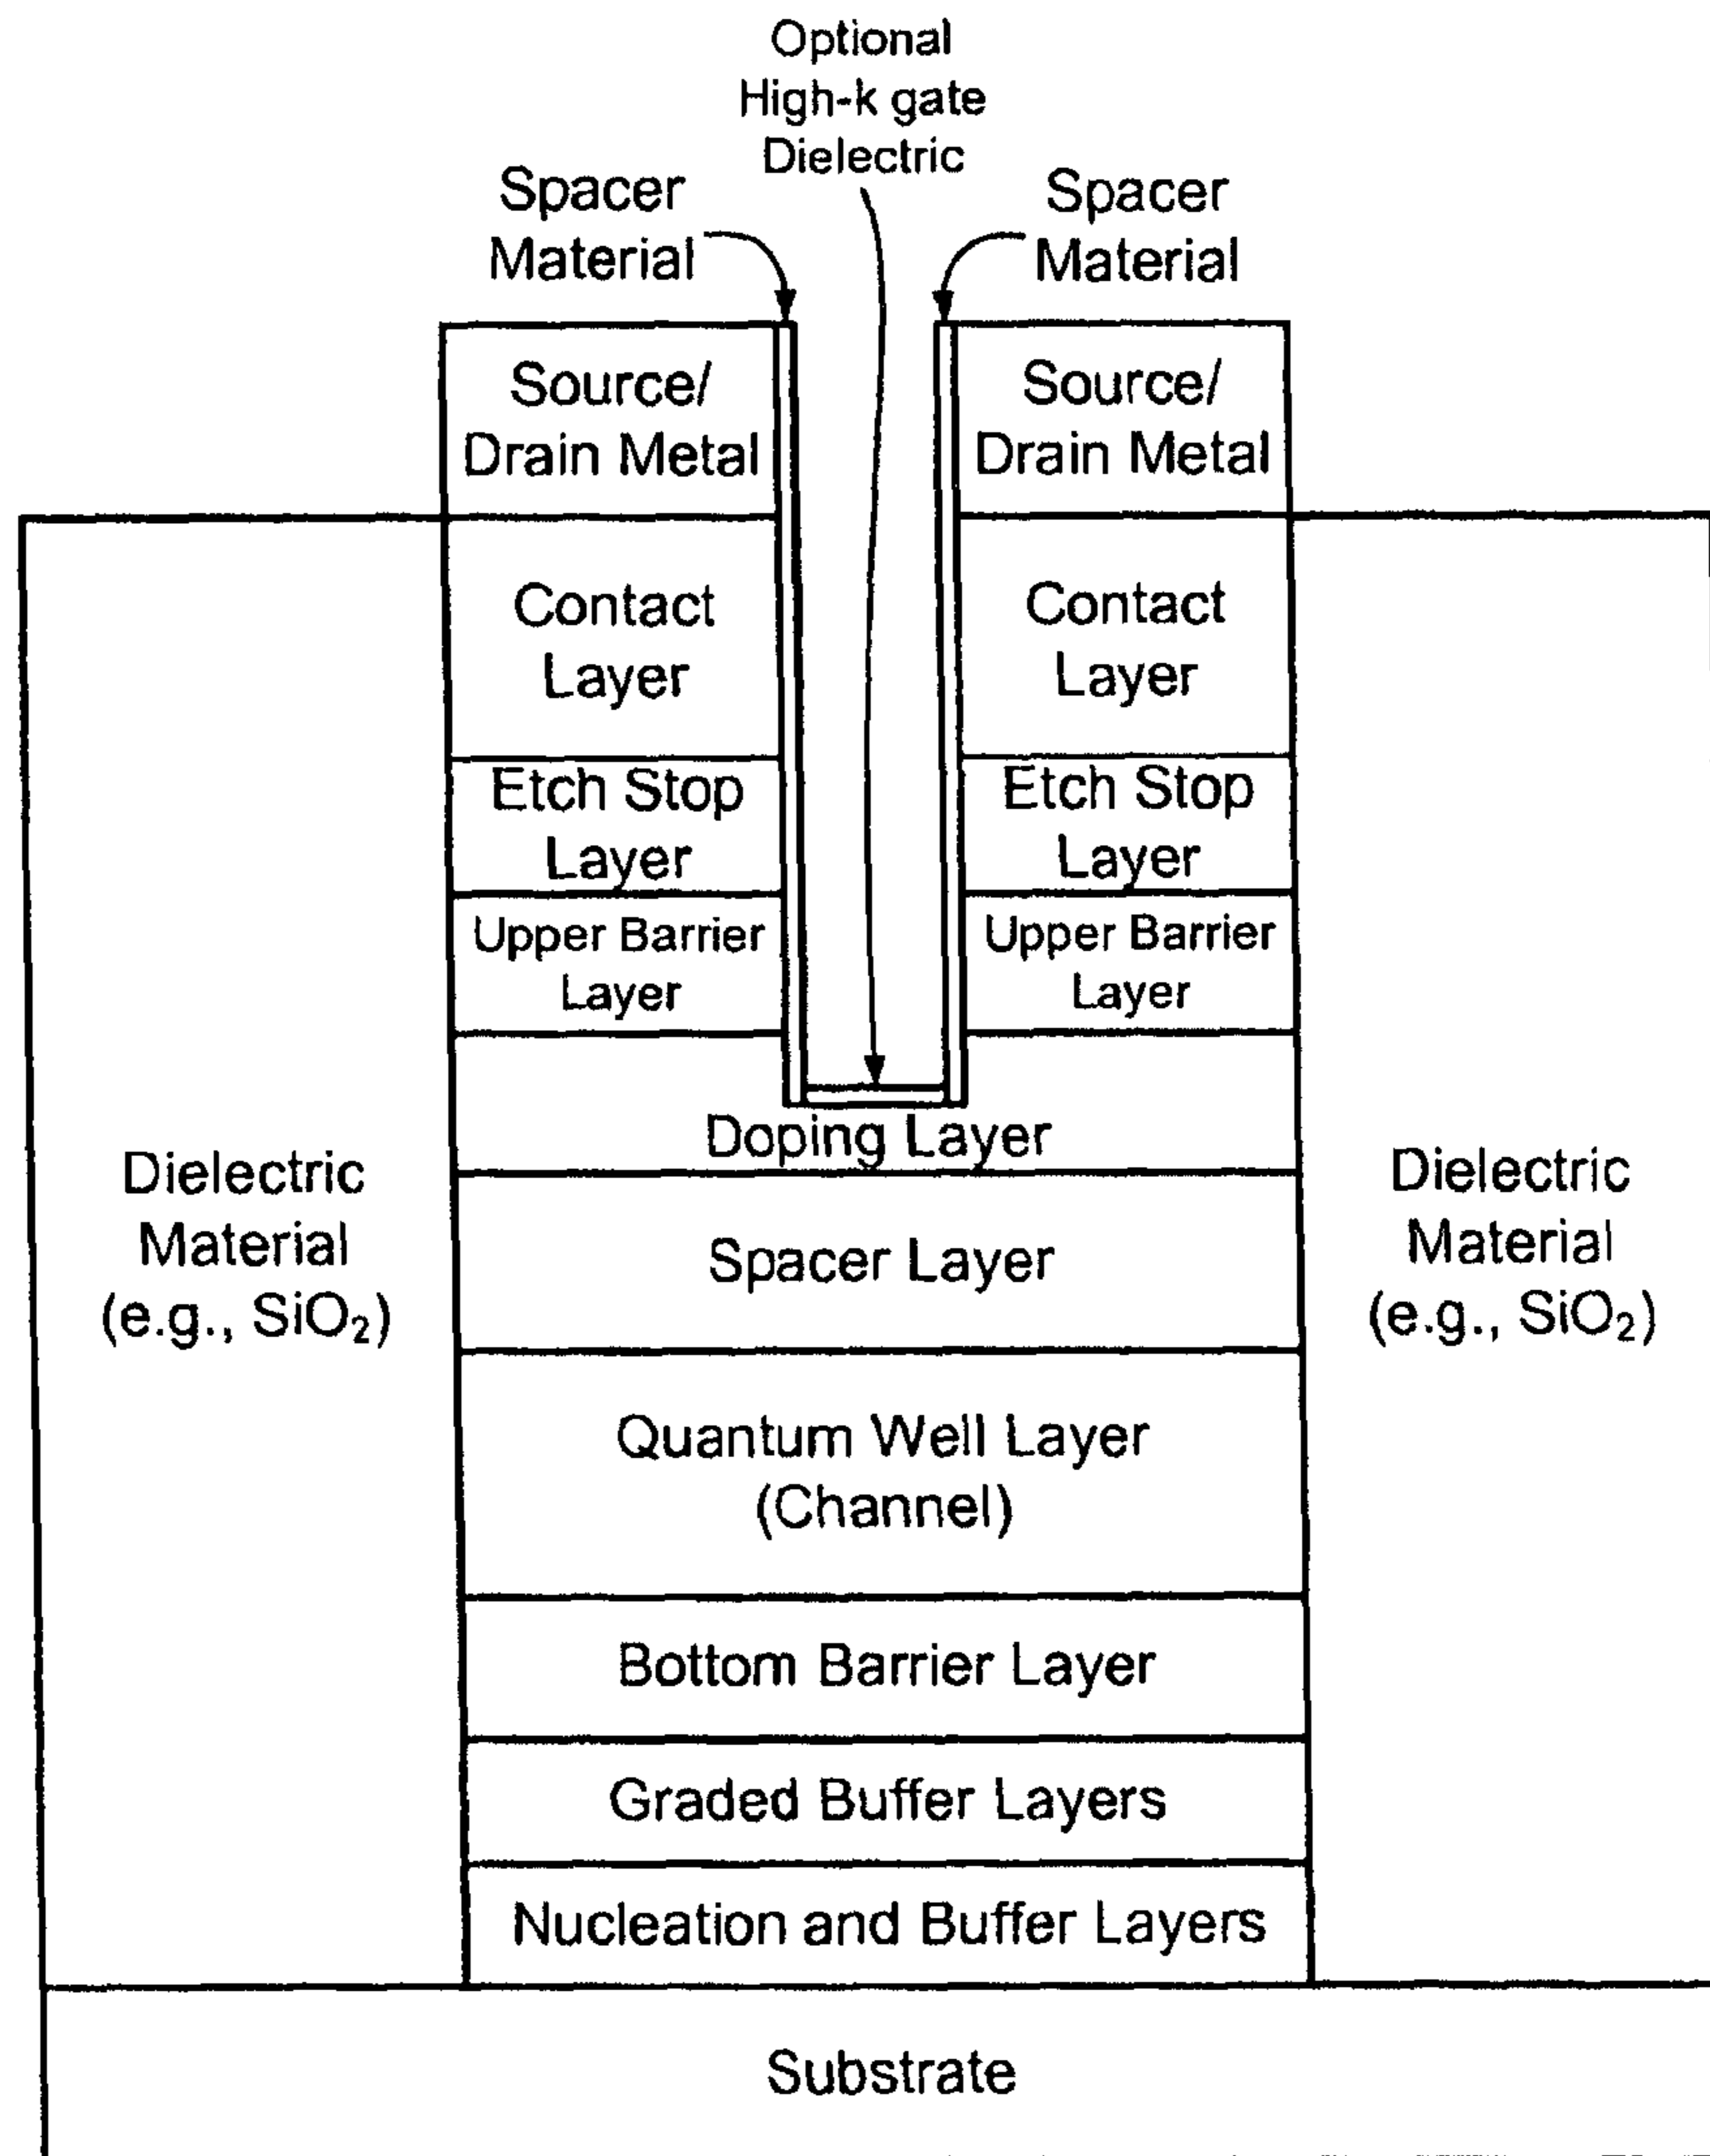 Optional
High-k gate
Dielectric
Spacer
Material
Spacer
Material
Source/
Drain Metal
Source/
Drain Metal
Contact
Layer
Contact
Layer
Etch Stop
Layer
Etch Stop
Layer
Upper Barrier
Layer
Upper Barrier
Layer
Doping Layer
Dielectric
Material
(e.g., SiO₂)
Dielectric
Material
(e.g., SiO₂)
Spacer Layer
Quantum Well Layer
(Channel)
Bottom Barrier Layer
Graded Buffer Layers
Nucleation and Buffer Layers
Substrate